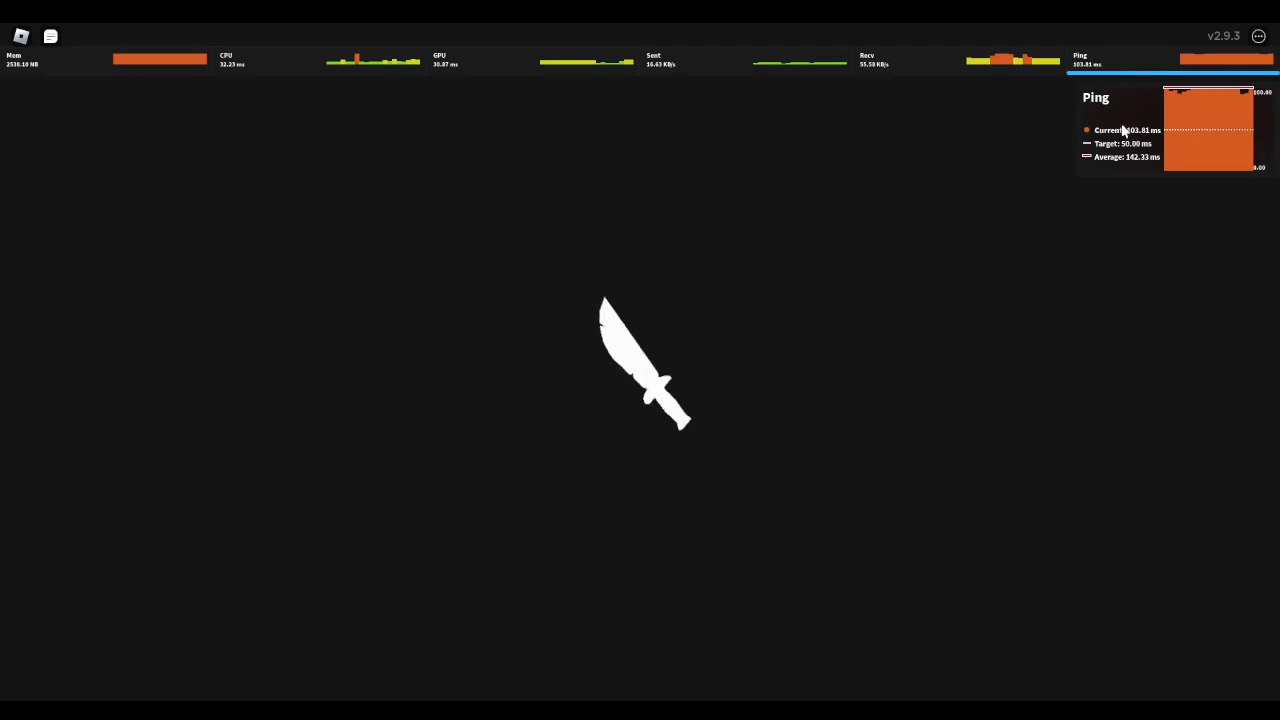 v2.9.3
Mem
2538.10 MB
CPU
32.23 ms
GPU
30.87 ms
Sent
16.63 KB/s
Recv
55.58 KB/s
Ping
103.81 ms
Ping
100.00
Current: 103.81 ms
Target: 50.00 ms
Average: 142.33 ms
0.00